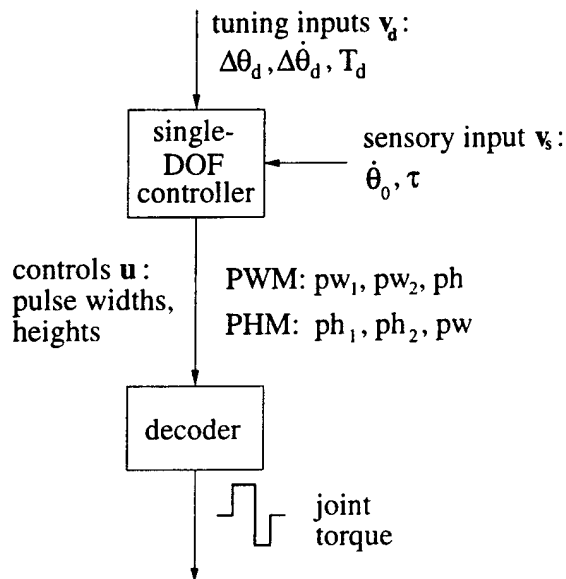 tuning inputs v_d:
Δθ_d, Δθ̇_d, T_d
single-
DOF
controller
sensory input v_s:
θ̇_0, τ
controls u:
pulse widths,
heights
PWM: pw_1, pw_2, ph
PHM: ph_1, ph_2, pw
decoder
joint
torque